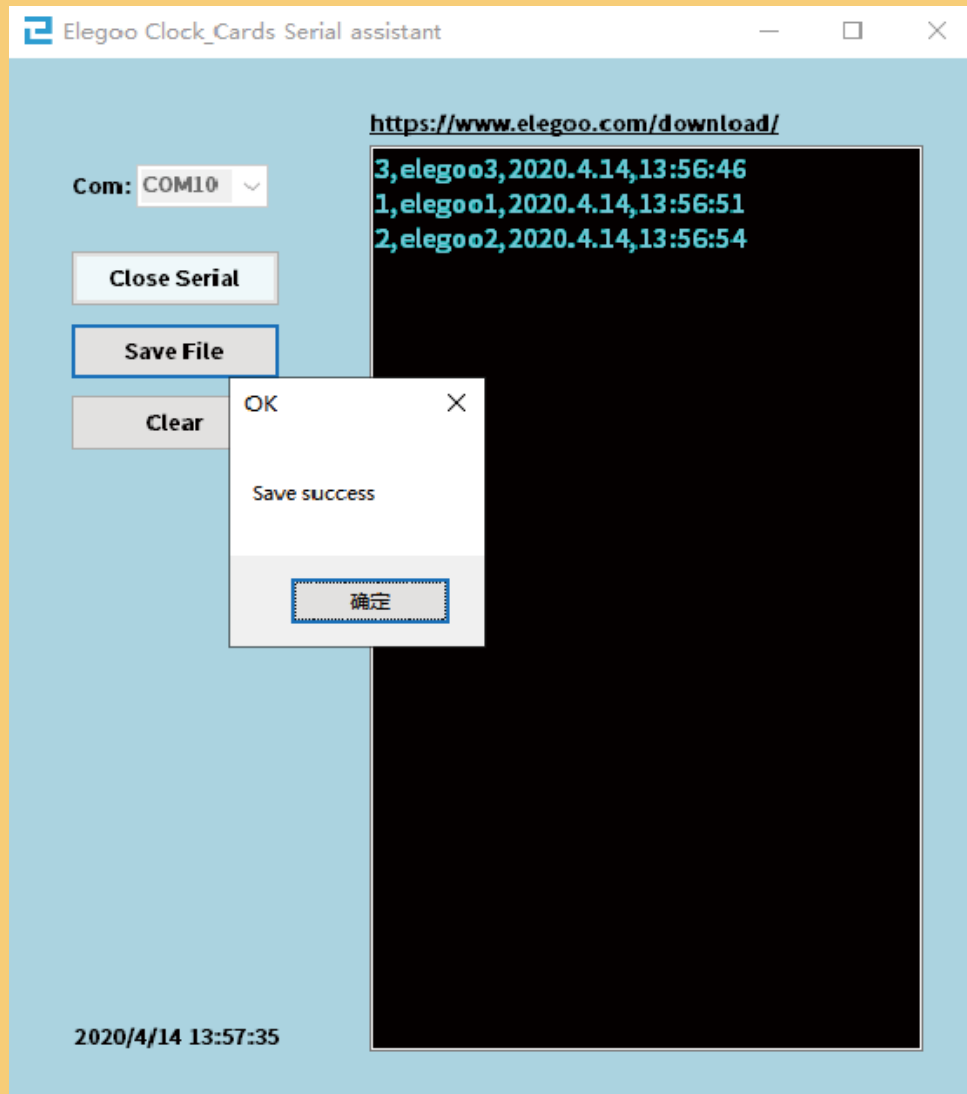 Elegoo Clock_Cards Serial assistant
https://www.elegoo.com/download/
Com: COM10
3,elegoo3,2020.4.14,13:56:46
1,elegoo1,2020.4.14,13:56:51
2,elegoo2,2020.4.14,13:56:54
Close Serial
Save File
Clear
OK
Save success
确定
2020/4/14 13:57:35